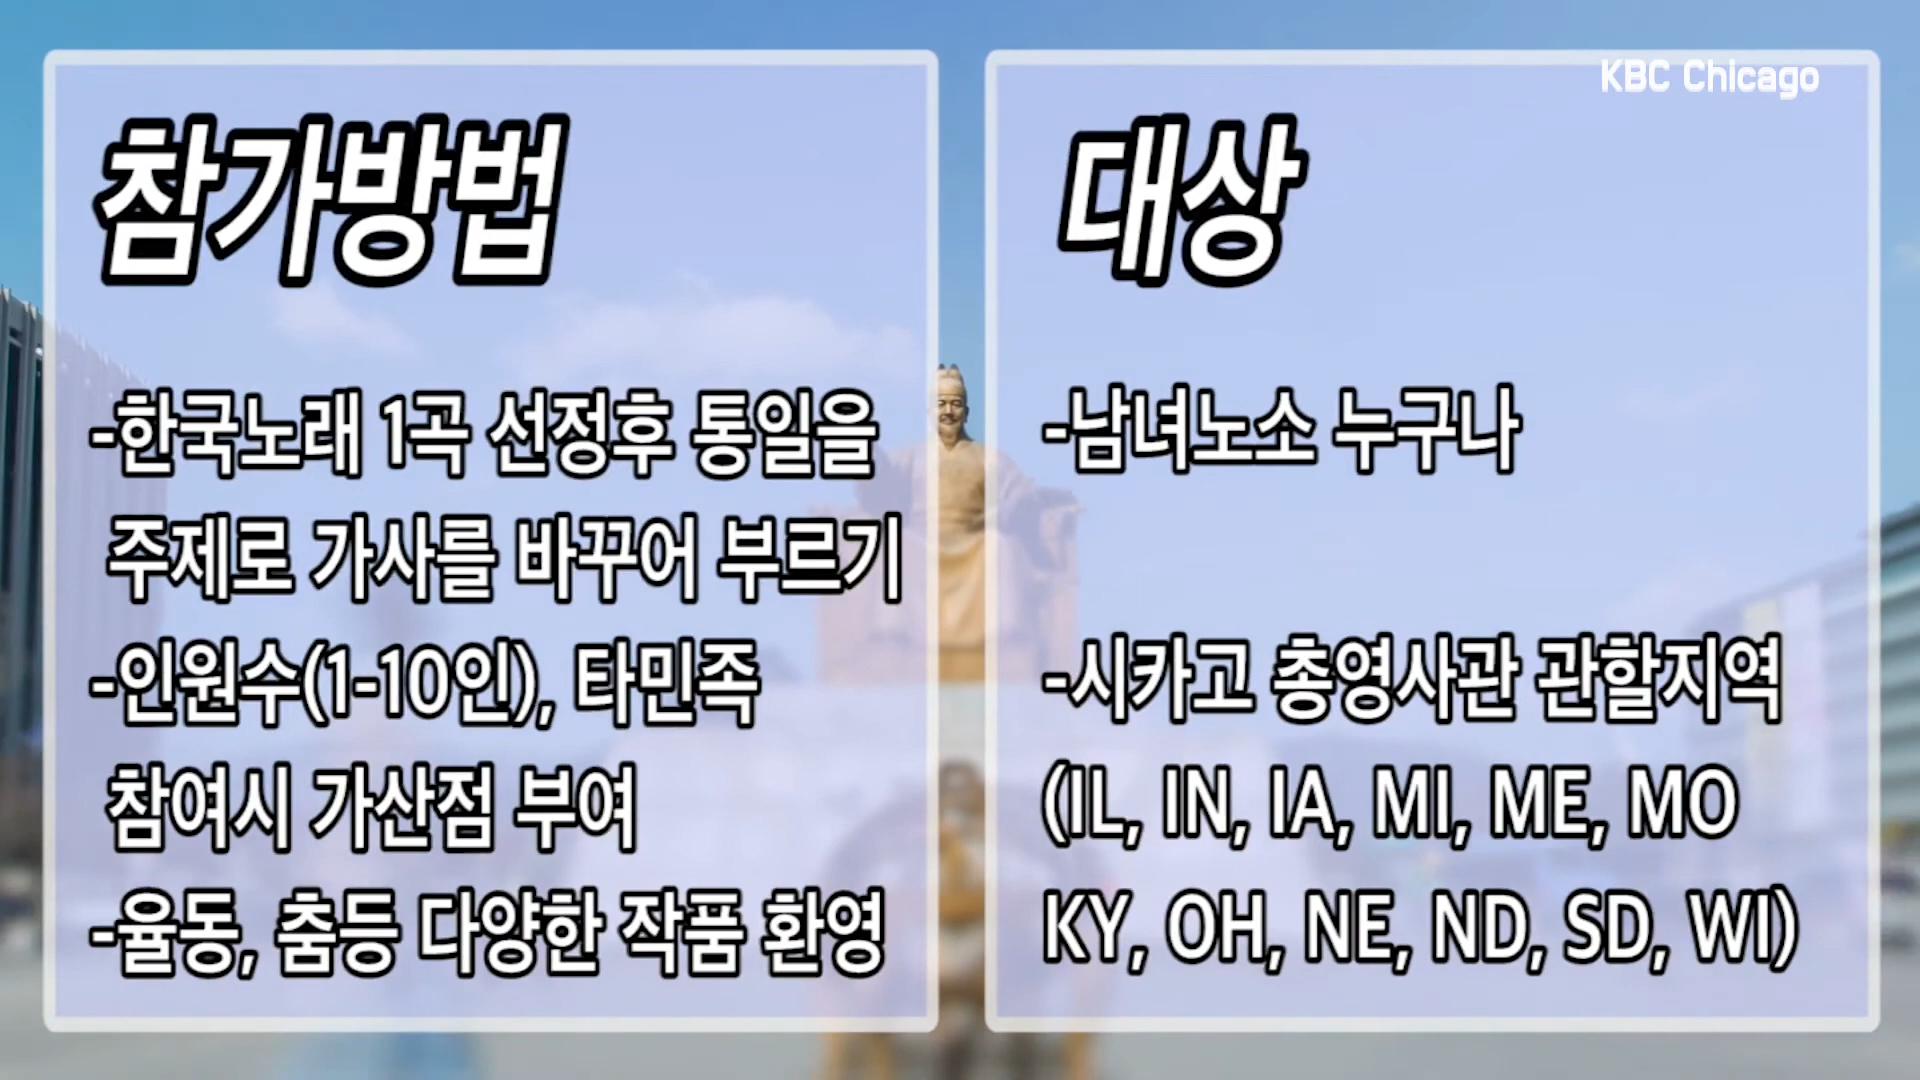 KBC Chicago
참가방법
-한국노래 1곡 선정후 통일을
주제로 가사를 바꾸어 부르기
-인원수(1-10인), 타민족
참여시 가산점 부여
-율동, 춤등 다양한 작품 환영
대상
-남녀노소 누구나
-시카고 총영사관 관할지역
(IL, IN, IA, MI, ME, MO
KY, OH, NE, ND, SD, WI)